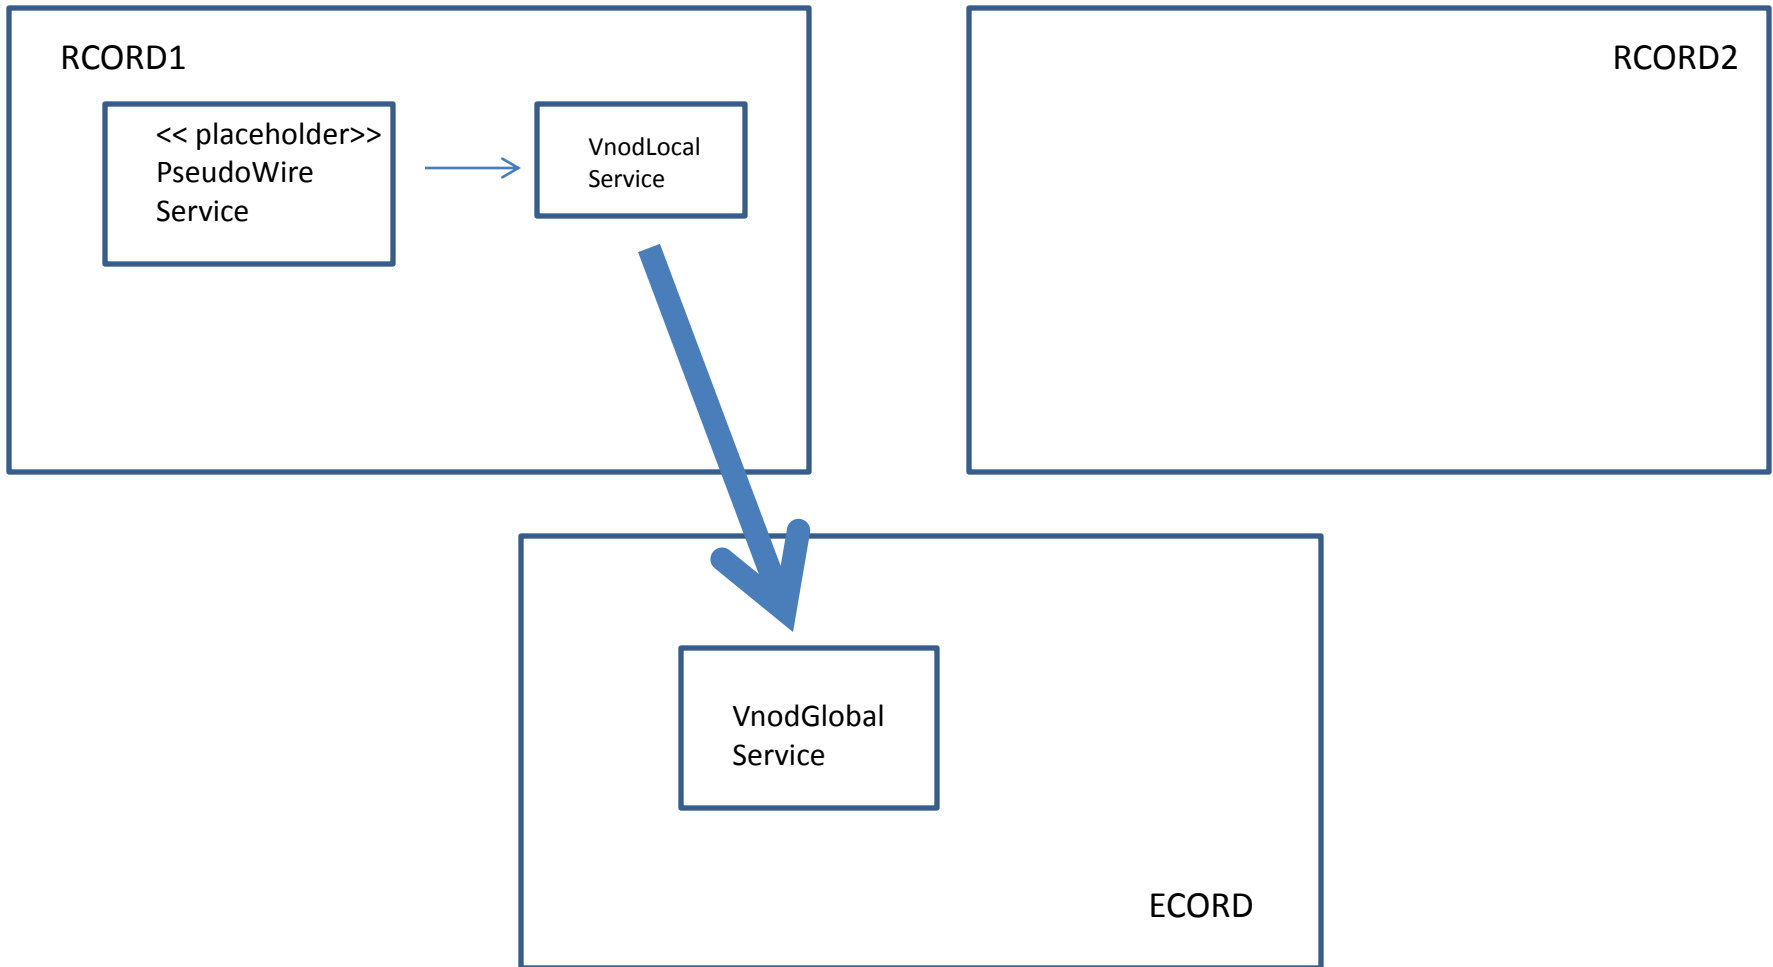 RCORD1
<< placeholder>>
PseudoWire
Service
VnodLocal
Service
RCORD2
VnodGlobal
Service
ECORD